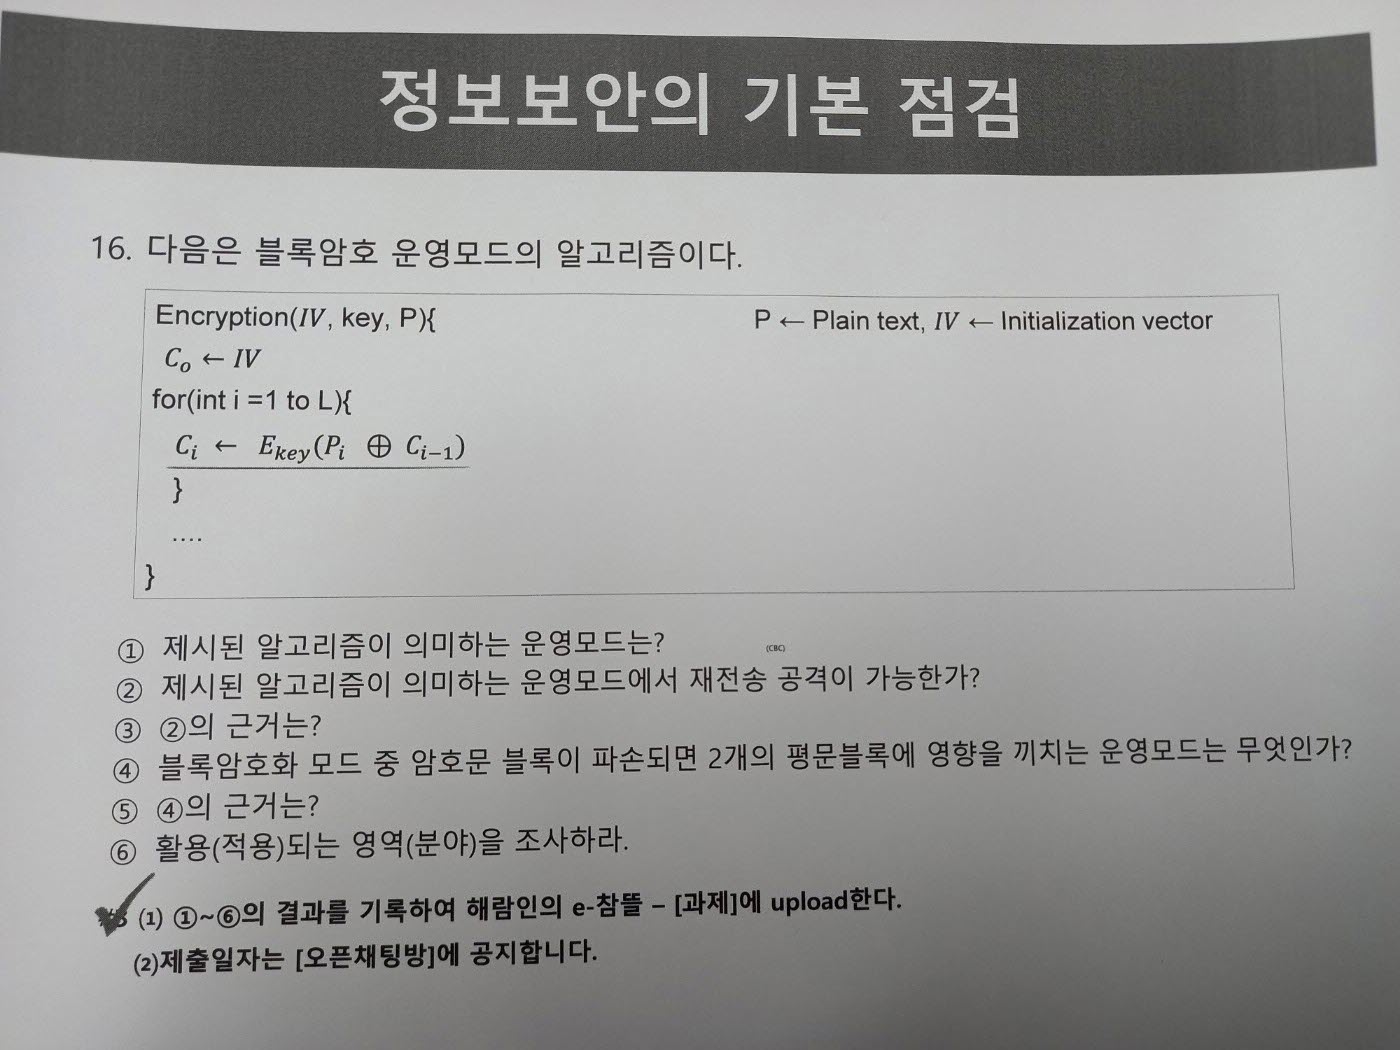 정보보안의 기본 점검
16. 다음은 블록암호 운영모드의 알고리즘이다.
Encryption(IV, key, P){ P ← Plain text, IV ← Initialization vector
C₀ ← IV
for(int i =1 to L){
Cᵢ ← E_key(Pᵢ ⊕ Cᵢ₋₁)
}
....
}
① 제시된 알고리즘이 의미하는 운영모드는? (CBC)
② 제시된 알고리즘이 의미하는 운영모드에서 재전송 공격이 가능한가?
③ ②의 근거는?
④ 블록암호화 모드 중 암호문 블록이 파손되면 2개의 평문블록에 영향을 끼치는 운영모드는 무엇인가?
⑤ ④의 근거는?
⑥ 활용(적용)되는 영역(분야)을 조사하라.
(1) ①~⑥의 결과를 기록하여 해람인의 e-참뜰 – [과제]에 upload한다.
(2)제출일자는 [오픈채팅방]에 공지합니다.